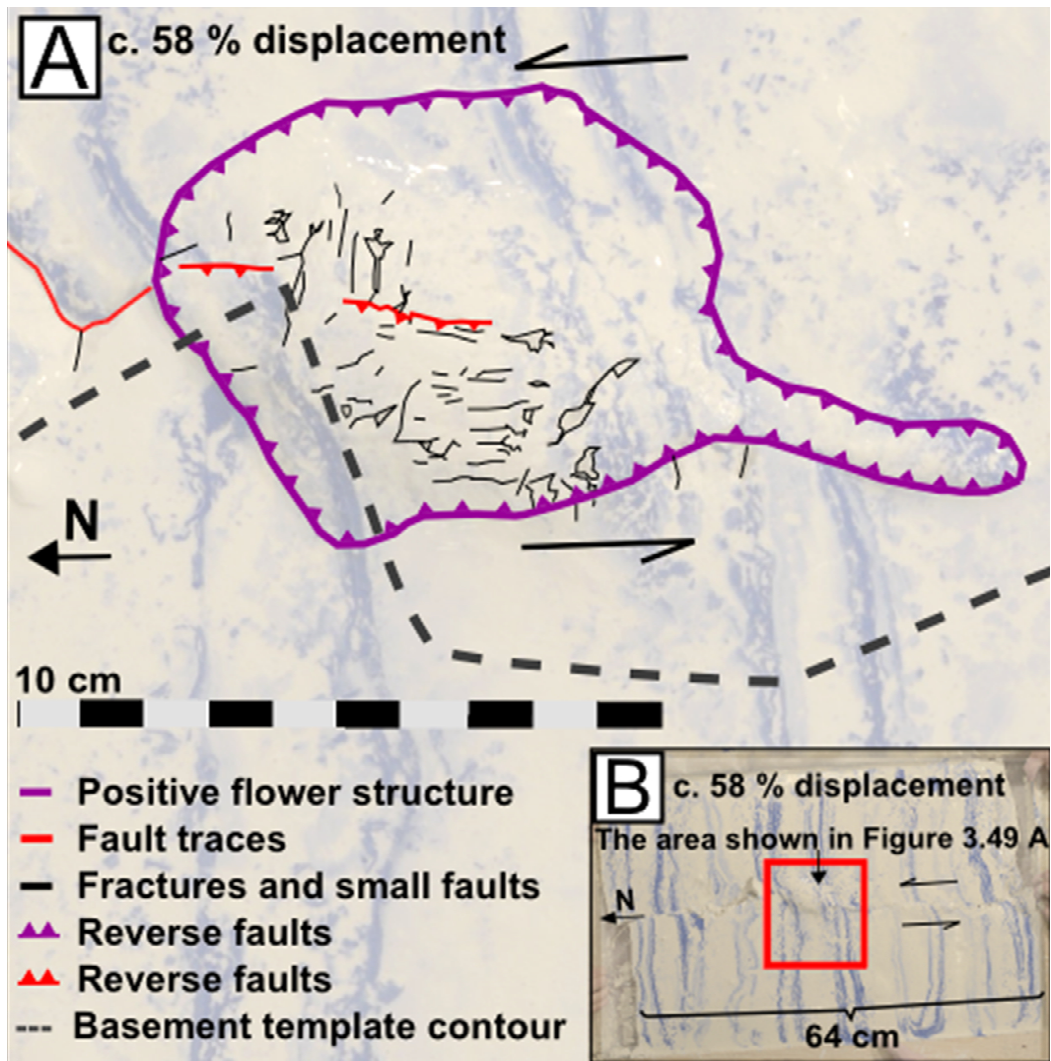 A c. 58 % displacement
N
10 cm
Positive flower structure
Fault traces
Fractures and small faults
Reverse faults
Reverse faults
Basement template contour
B c. 58 % displacement
The area shown in Figure 3.49 A
N
64 cm